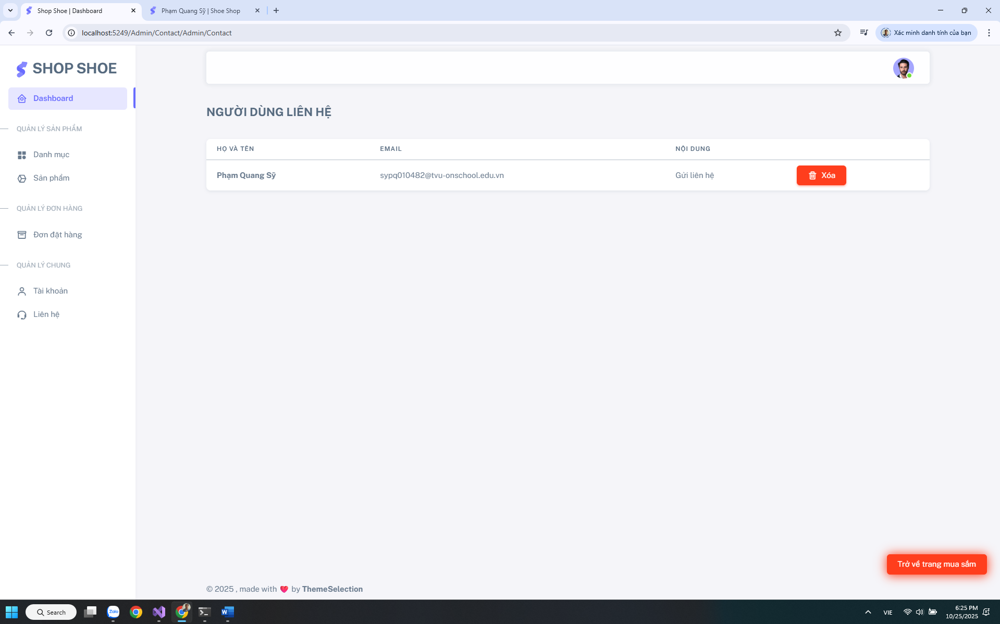 Shop Shoe | Dashboard
Phạm Quang Sỹ | Shoe Shop
localhost:5249/Admin/Contact/Admin/Contact
Xác minh danh tính của bạn
SHOP SHOE
Dashboard
QUẢN LÝ SẢN PHẨM
Danh mục
Sản phẩm
QUẢN LÝ ĐƠN HÀNG
Đơn đặt hàng
QUẢN LÝ CHUNG
Tài khoản
Liên hệ
NGƯỜI DÙNG LIÊN HỆ
HỌ VÀ TÊN EMAIL NỘI DUNG
Phạm Quang Sỹ sypq010482@tvu-onschool.edu.vn Gửi liên hệ Xóa
Trở về trang mua sắm
© 2025 , made with ❤️ by ThemeSelection
Search
Zalo
VIE
6:25 PM
10/25/2025